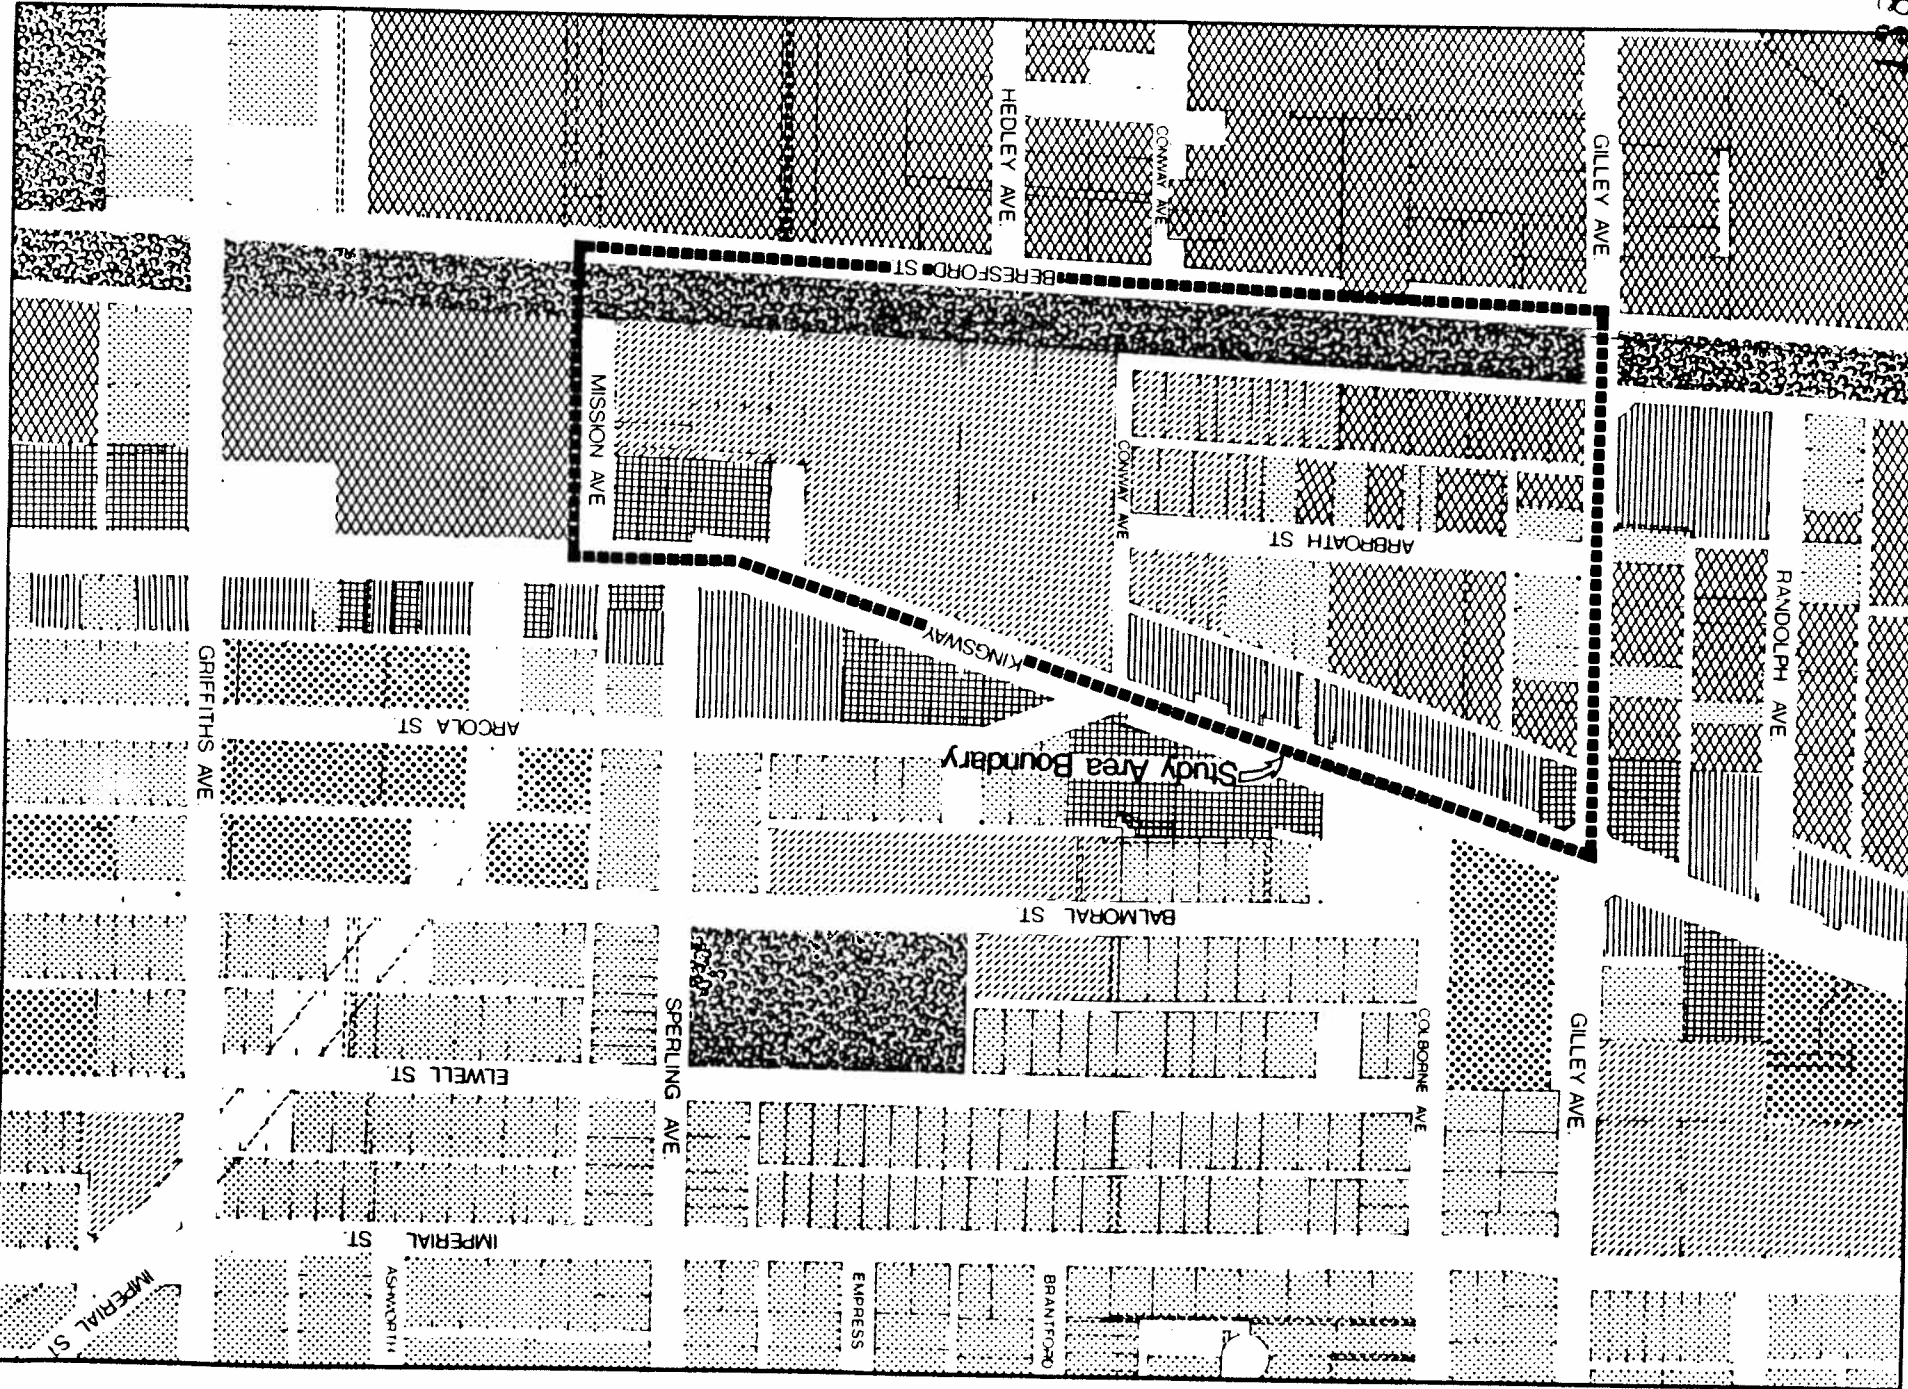 HEDLEY AVE.
CONWAY AVE
GILLEY AVE
BERESFORD ST
MISSION AVE
CONWAY AVE
ARBROATH ST
RANDOLPH AVE
KINGSWAY
GRIFFITHS AVE
ARCOLA ST
Study Area Boundary
BALMORAL ST
SPERLING AVE.
COLBORNE AVE
GILLEY AVE.
ELWELL ST
IMPERIAL ST.
IMPERIAL ST
ASHWORTH
EMPRESS
BRANTFORD